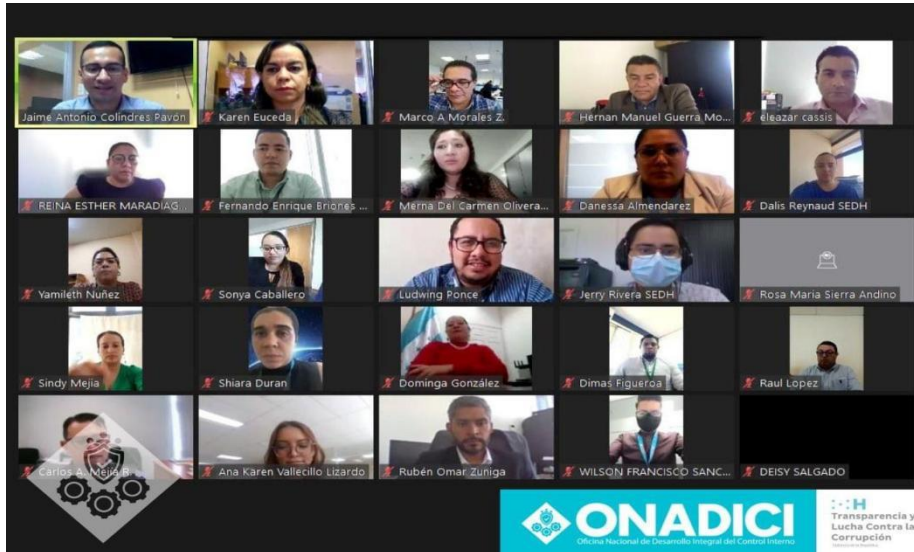 Jaime Antonio Colindres Pavón
Karen Euceda
Marco A Morales Z.
Hernan Manuel Guerra Mo...
eleazar cassis
REINA ESTHER MARADIAG...
Fernando Enrique Briones ...
Merna Del Carmen Olivera...
Danessa Almendarez
Dalis Reynaud SEDH
Yamileth Nuñez
Sonya Caballero
Ludwing Ponce
Jerry Rivera SEDH
Rosa Maria Sierra Andino
Sindy Mejia
Shiara Duran
Dominga González
Dimas Figueroa
Raul Lopez
Carlos A. Mejia R
Ana Karen Vallecillo Lizardo
Rubén Omar Zuniga
WILSON FRANCISCO SANC...
DEISY SALGADO
ONADICI
Oficina Nacional de Desarrollo Integral del Control Interno
H
Transparencia y
Lucha Contra la
Corrupción